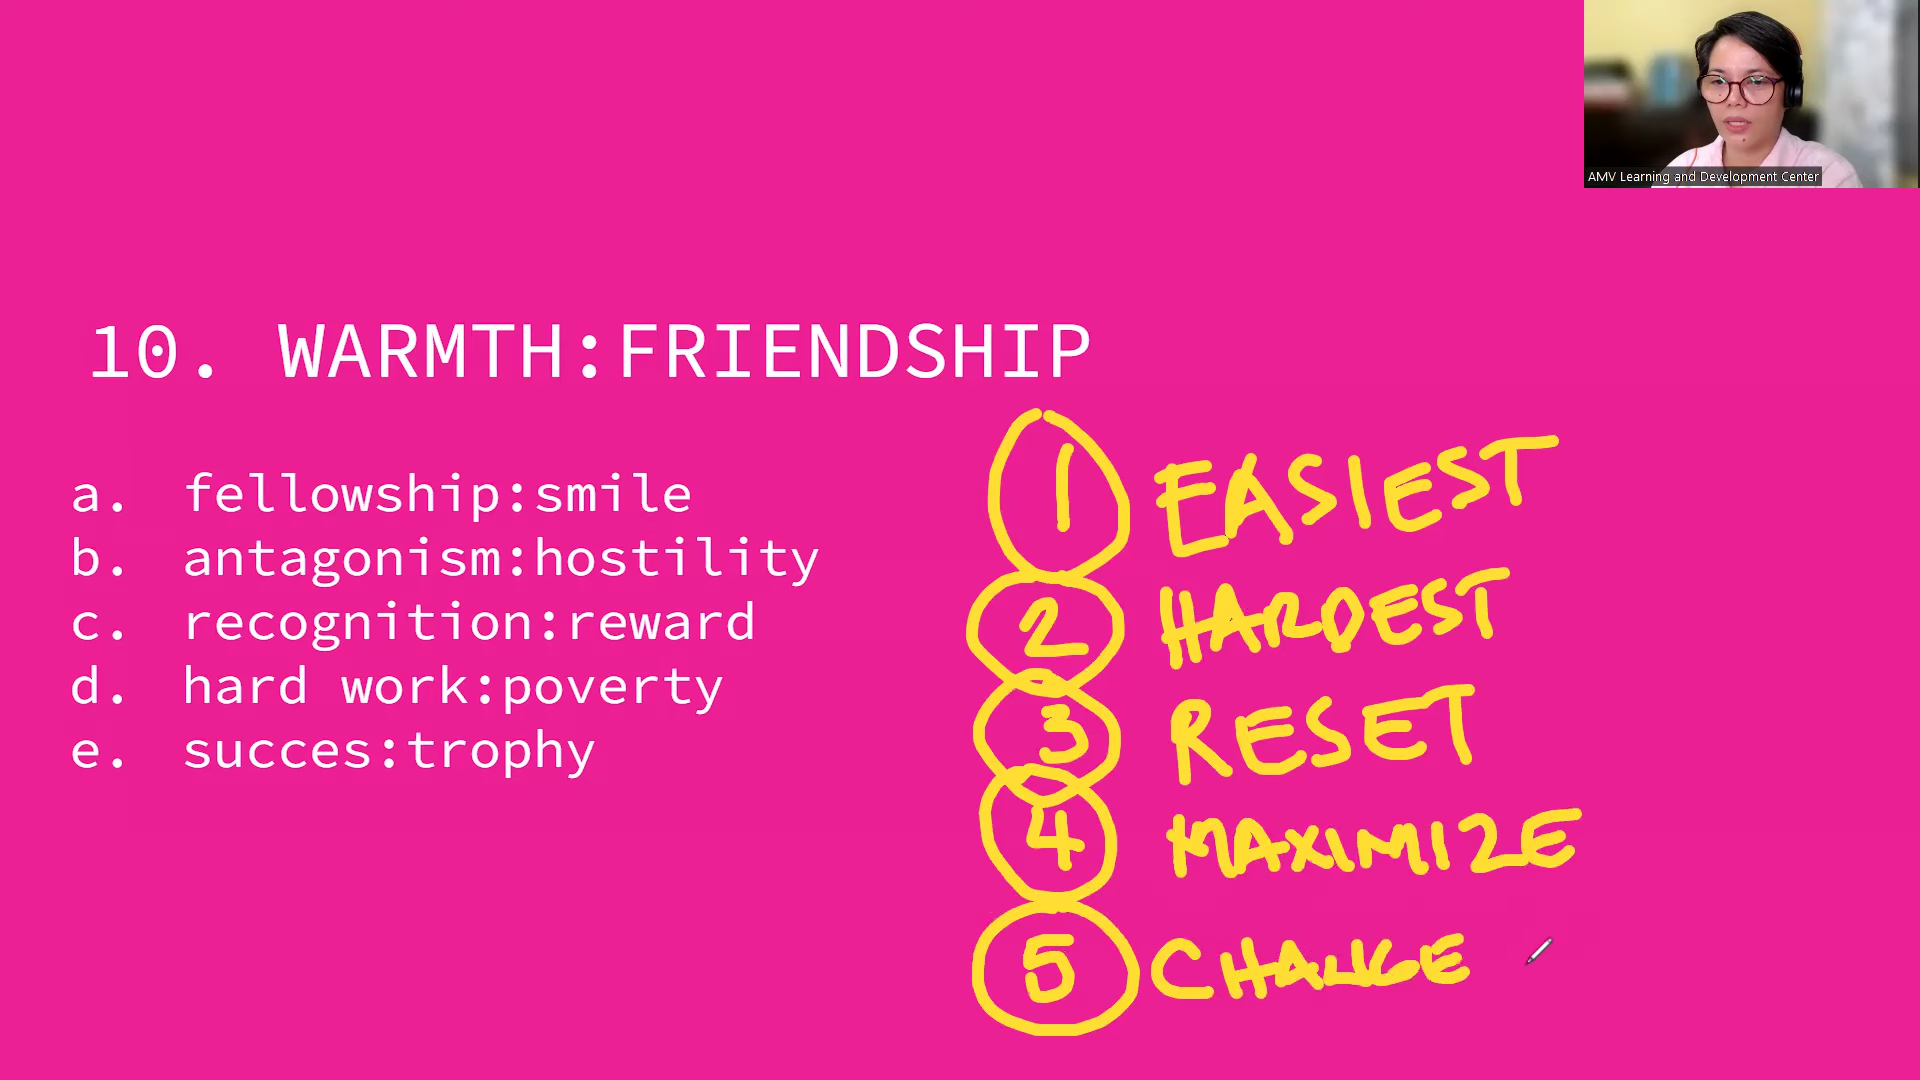 AMV Learning and Development Center
10. WARMTH:FRIENDSHIP
a. fellowship:smile
b. antagonism:hostility
c. recognition:reward
d. hard work:poverty
e. succes:trophy
1 EASIEST
2 HARDEST
3 RESET
4 MAXIMIZE
5 CHANGE